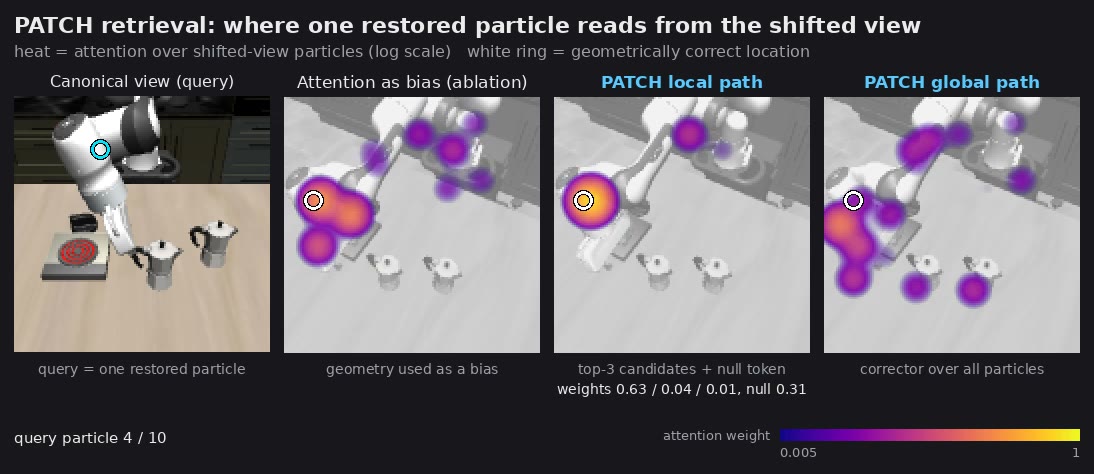 PATCH retrieval: where one restored particle reads from the shifted view
heat = attention over shifted-view particles (log scale)   white ring = geometrically correct location
Canonical view (query)
Attention as bias (ablation)
PATCH local path
PATCH global path
query = one restored particle
geometry used as a bias
top-3 candidates + null token
weights 0.63 / 0.04 / 0.01, null 0.31
corrector over all particles
query particle 4 / 10
attention weight
0.005
1